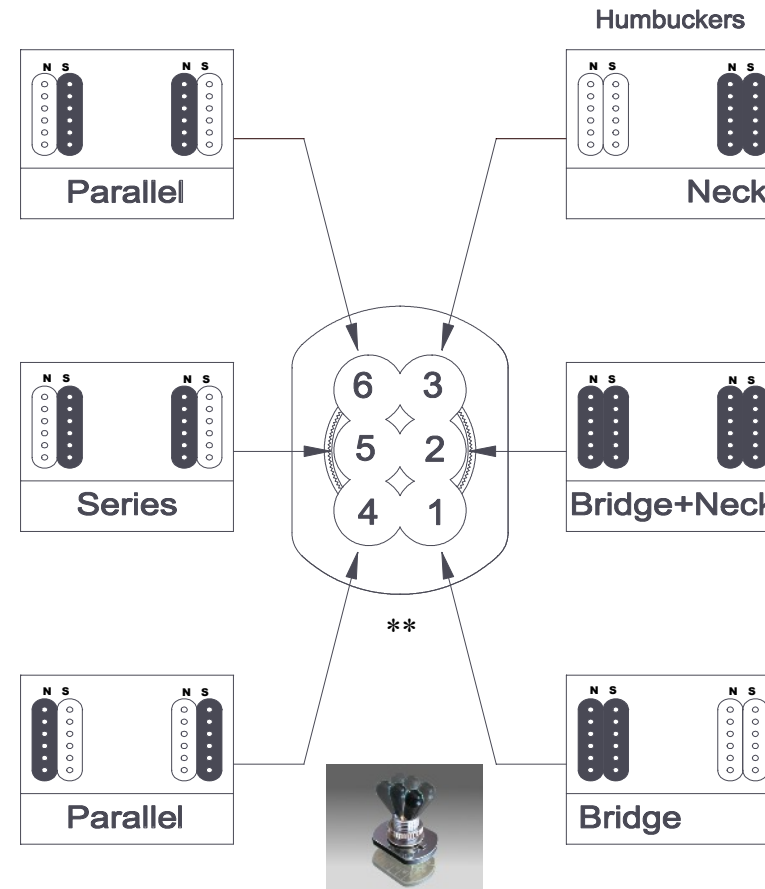 Humbuckers
N S
N S
Parallel
N S
N S
Neck
6 3
N S
N S
Series
5 2
N S
N S
Bridge+Neck
4 1
**
N S
N S
Parallel
N S
N S
Bridge